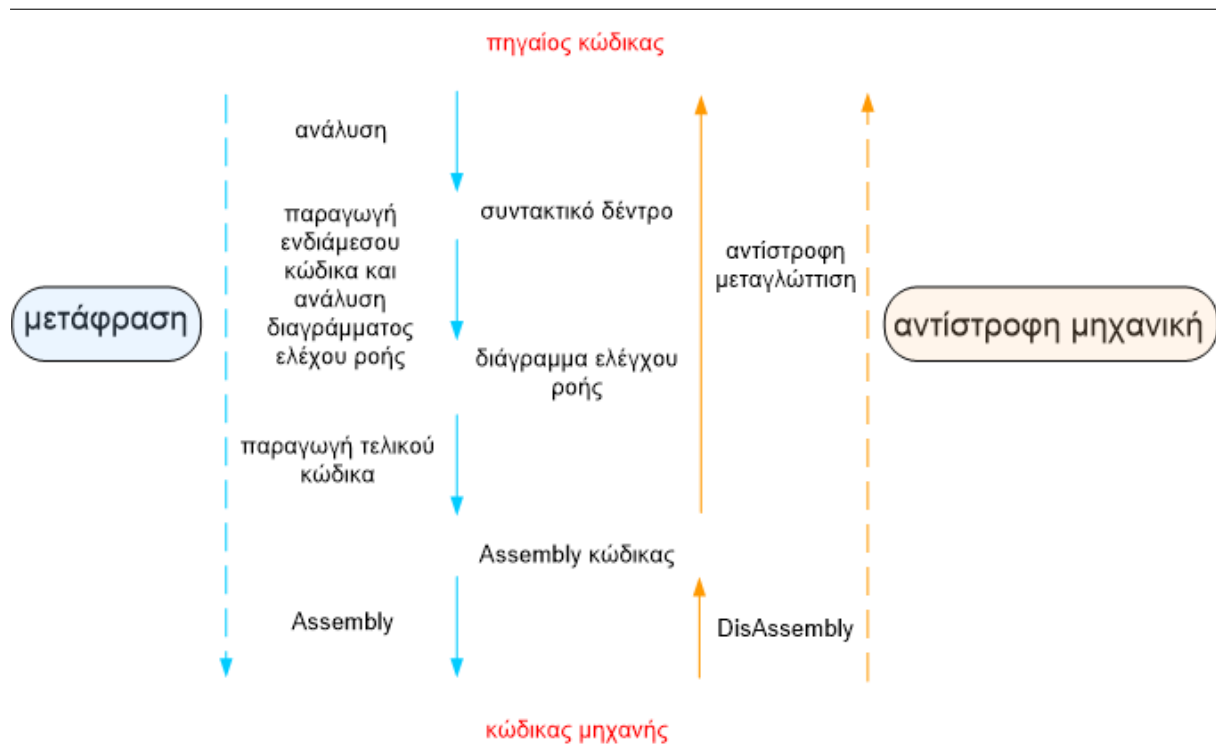 πηγαίος κώδικας
ανάλυση
συντακτικό δέντρο
παραγωγή
ενδιάμεσου
κώδικα και
ανάλυση
διαγράμματος
ελέχου ροής
αντίστροφη
μεταγλώττιση
μετάφραση
αντίστροφη μηχανική
διάγραμμα ελέγχου
ροής
παραγωγή τελικού
κώδικα
Assembly κώδικας
Assembly
DisAssembly
κώδικας μηχανής